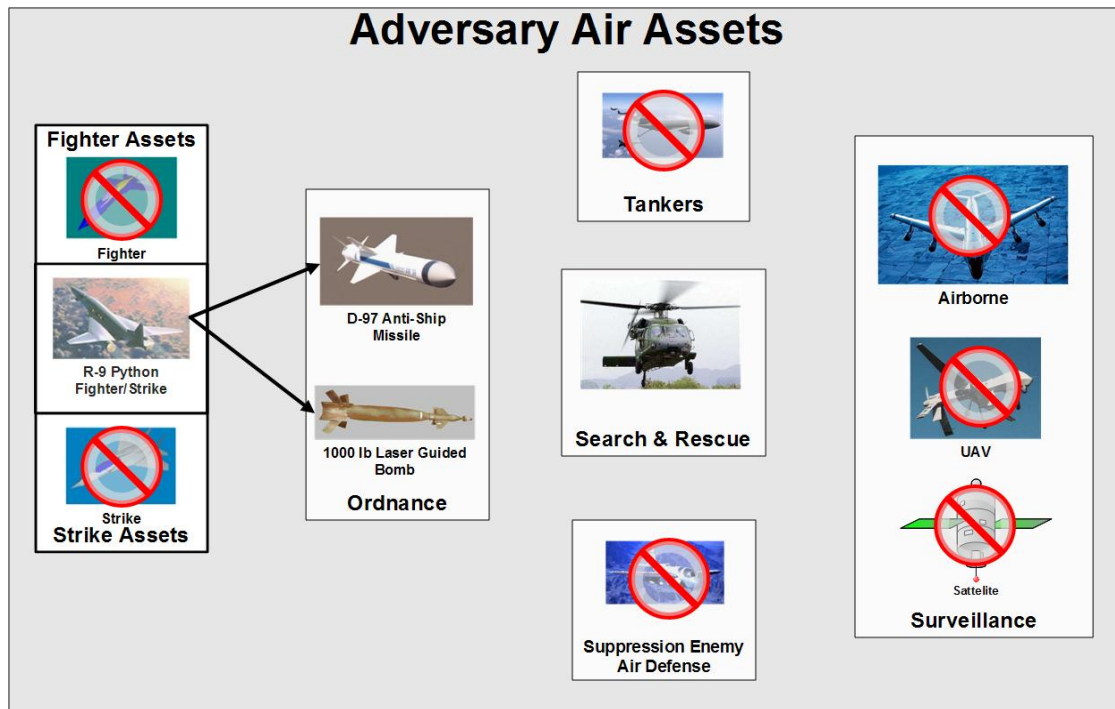 Adversary Air Assets
Fighter Assets
Fighter
R-9 Python
Fighter/Strike
Strike
Strike Assets
D-97 Anti-Ship
Missile
1000 lb Laser Guided
Bomb
Ordnance
Tankers
Search & Rescue
Suppression Enemy
Air Defense
Airborne
UAV
Sattelite
Surveillance